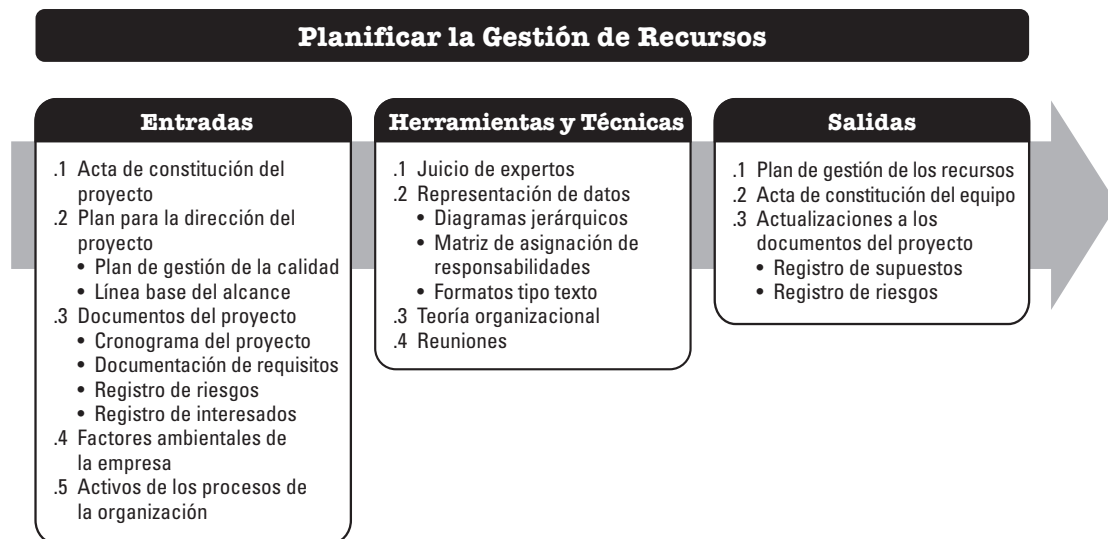 Planificar la Gestión de Recursos
Entradas
.1 Acta de constitución del
proyecto
.2 Plan para la dirección del
proyecto
• Plan de gestión de la calidad
• Línea base del alcance
.3 Documentos del proyecto
• Cronograma del proyecto
• Documentación de requisitos
• Registro de riesgos
• Registro de interesados
.4 Factores ambientales de
la empresa
.5 Activos de los procesos de
la organización
Herramientas y Técnicas
.1 Juicio de expertos
.2 Representación de datos
• Diagramas jerárquicos
• Matriz de asignación de
responsabilidades
• Formatos tipo texto
.3 Teoría organizacional
.4 Reuniones
Salidas
.1 Plan de gestión de los recursos
.2 Acta de constitución del equipo
.3 Actualizaciones a los
documentos del proyecto
• Registro de supuestos
• Registro de riesgos